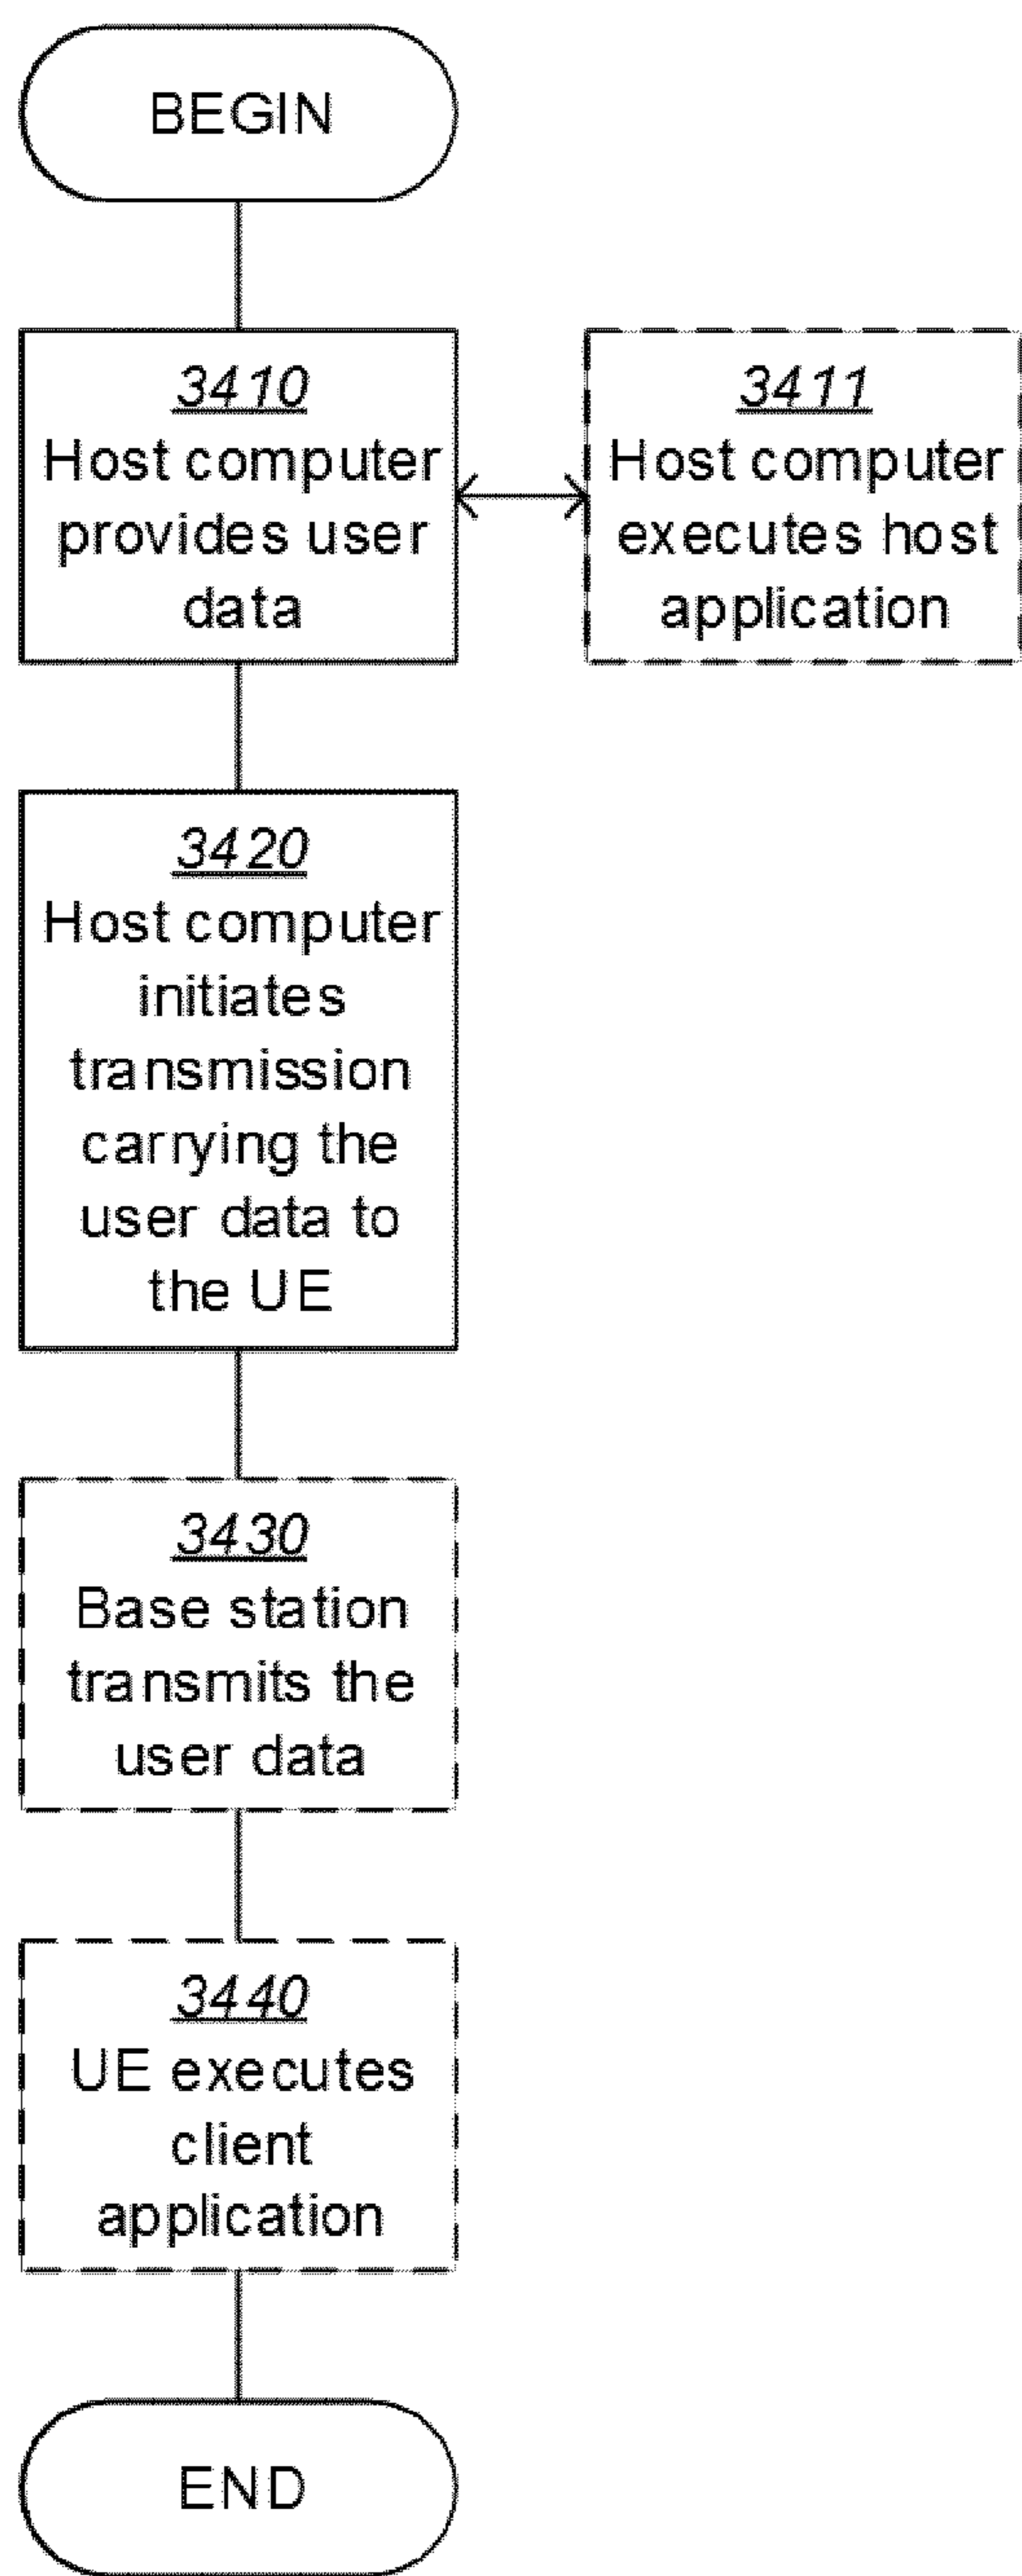 BEGIN
3410
Host computer
provides user
data
3411
Host computer
executes host
application
3420
Host computer
initiates
transmission
carrying the
user data to
the UE
3430
Base station
transmits the
user data
3440
UE executes
client
application
END